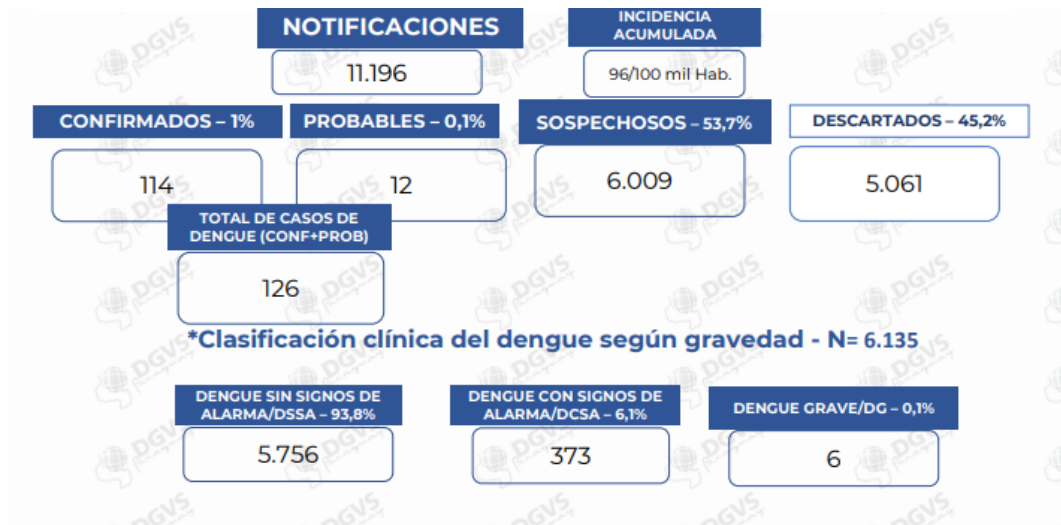 NOTIFICACIONES
11.196
INCIDENCIA
ACUMULADA
96/100 mil Hab.
CONFIRMADOS – 1%
114
PROBABLES – 0,1%
12
SOSPECHOSOS – 53,7%
6.009
DESCARTADOS – 45,2%
5.061
TOTAL DE CASOS DE
DENGUE (CONF+PROB)
126
*Clasificación clínica del dengue según gravedad - N= 6.135
DENGUE SIN SIGNOS DE
ALARMA/DSSA – 93,8%
5.756
DENGUE CON SIGNOS DE
ALARMA/DCSA – 6,1%
373
DENGUE GRAVE/DG – 0,1%
6
DGVS